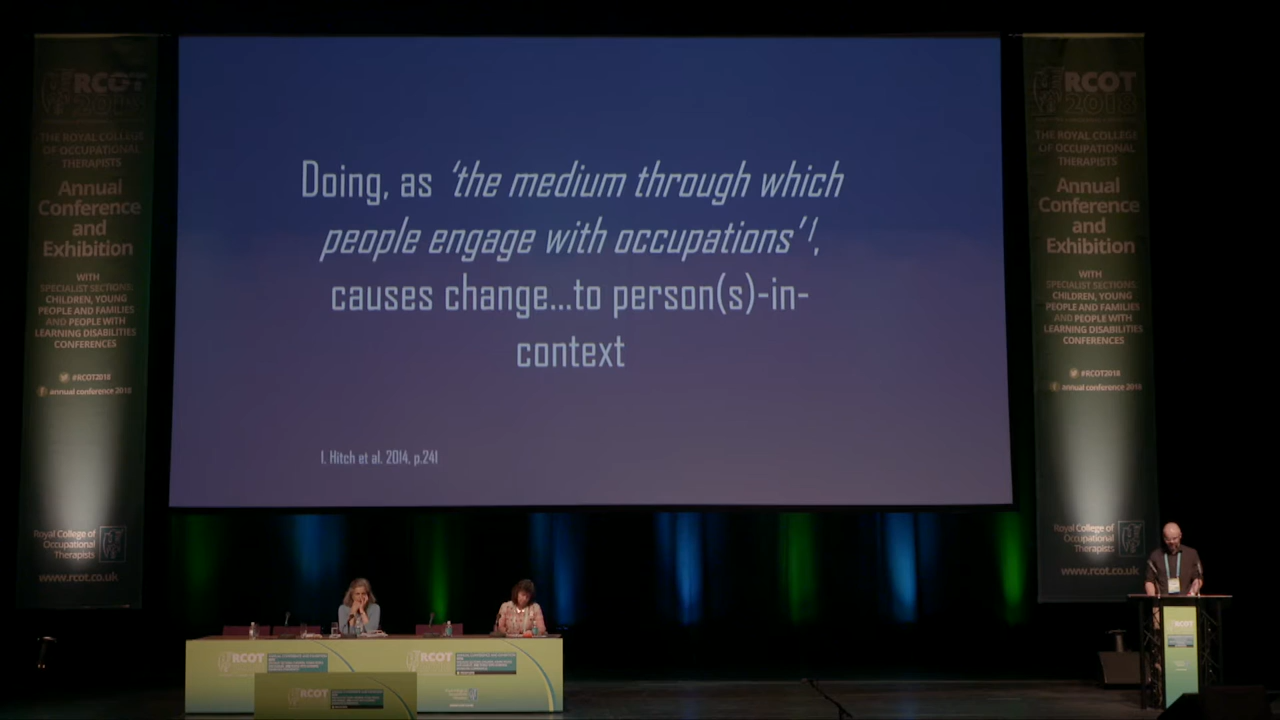 RCOT
2018
THE ROYAL COLLEGE
OF OCCUPATIONAL
THERAPISTS
Annual
Conference
and
Exhibition
WITH
SPECIALIST SECTIONS:
CHILDREN, YOUNG
PEOPLE AND FAMILIES
AND PEOPLE WITH
LEARNING DISABILITIES
CONFERENCES
#RCOT2018
annual conference 2018
Royal College of
Occupational
Therapists
www.rcot.co.uk
Doing, as ‘the medium through which
people engage with occupations’¹,
causes change...to person(s)-in-
context
1. Hitch et al. 2014, p.241
RCOT
2018
THE ROYAL COLLEGE
OF OCCUPATIONAL
THERAPISTS
Annual
Conference
and
Exhibition
WITH
SPECIALIST SECTIONS:
CHILDREN, YOUNG
PEOPLE AND FAMILIES
AND PEOPLE WITH
LEARNING DISABILITIES
CONFERENCES
#RCOT2018
annual conference 2018
Royal College of
Occupational
Therapists
www.rcot.co.uk
RCOT
RCOT
RCOT